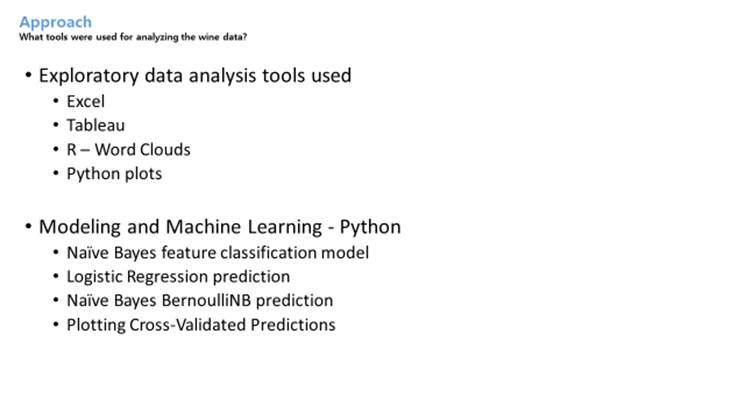 Approach
What tools were used for analyzing the wine data?
• Exploratory data analysis tools used
• Excel
• Tableau
• R – Word Clouds
• Python plots
• Modeling and Machine Learning - Python
• Naïve Bayes feature classification model
• Logistic Regression prediction
• Naïve Bayes BernoulliNB prediction
• Plotting Cross-Validated Predictions